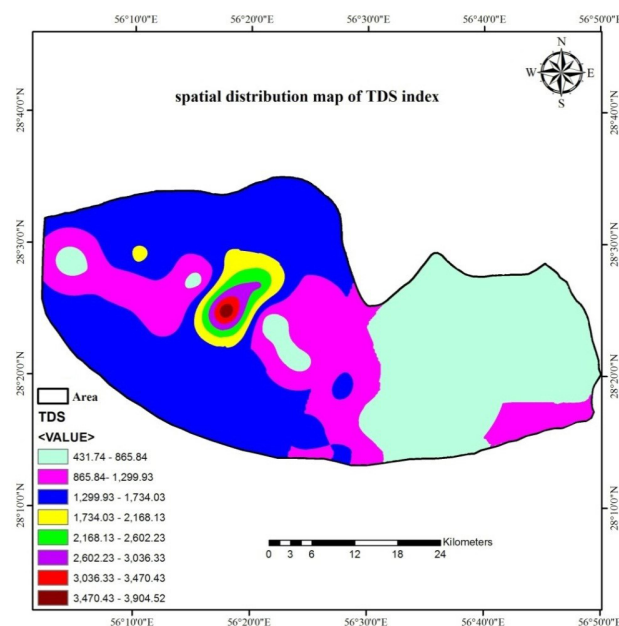 56°10'0"E 56°20'0"E 56°30'0"E 56°40'0"E 56°50'0"E
N
W E
S
spatial distribution map of TDS index
28°40'0"N 28°40'0"N
28°30'0"N 28°30'0"N
28°20'0"N 28°20'0"N
28°10'0"N 28°10'0"N
Area
TDS
<VALUE>
431.74 - 865.84
865.84- 1,299.93
1,299.93 - 1,734.03
1,734.03 - 2,168.13
2,168.13 - 2,602.23
2,602.23 - 3,036.33
3,036.33 - 3,470.43
3,470.43 - 3,904.52
Kilometers
0 3 6 12 18 24
56°10'0"E 56°20'0"E 56°30'0"E 56°40'0"E 56°50'0"E